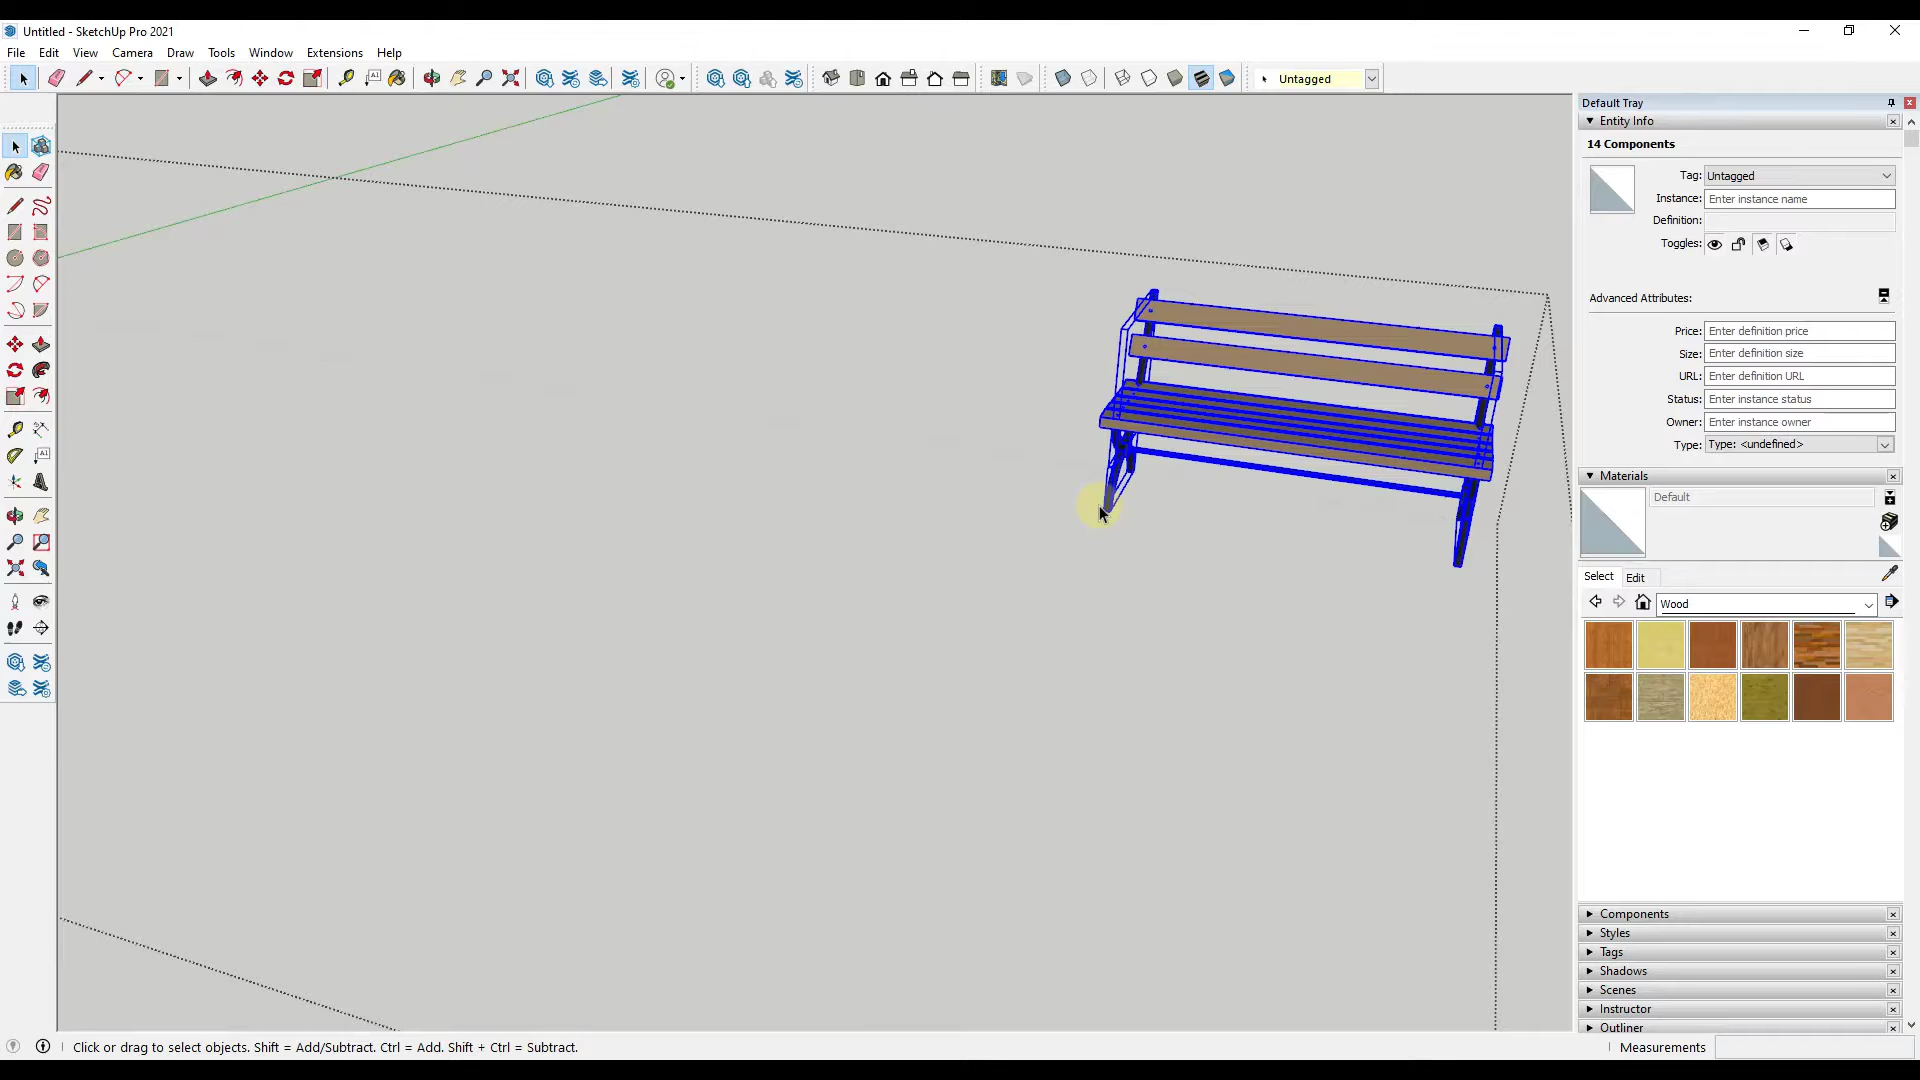 Untitled - SketchUp Pro 2021
File Edit View Camera Draw Tools Window Extensions Help
Untagged
Default Tray
Entity Info
14 Components
Tag: Untagged
Instance: Enter instance name
Definition:
Toggles:
Advanced Attributes:
Price: Enter definition price
Size: Enter definition size
URL: Enter definition URL
Status: Enter instance status
Owner: Enter instance owner
Type: Type: <undefined>
Materials
Default
Select Edit
Wood
Components
Styles
Tags
Shadows
Scenes
Instructor
Outliner
Click or drag to select objects. Shift = Add/Subtract. Ctrl = Add. Shift + Ctrl = Subtract.
Measurements